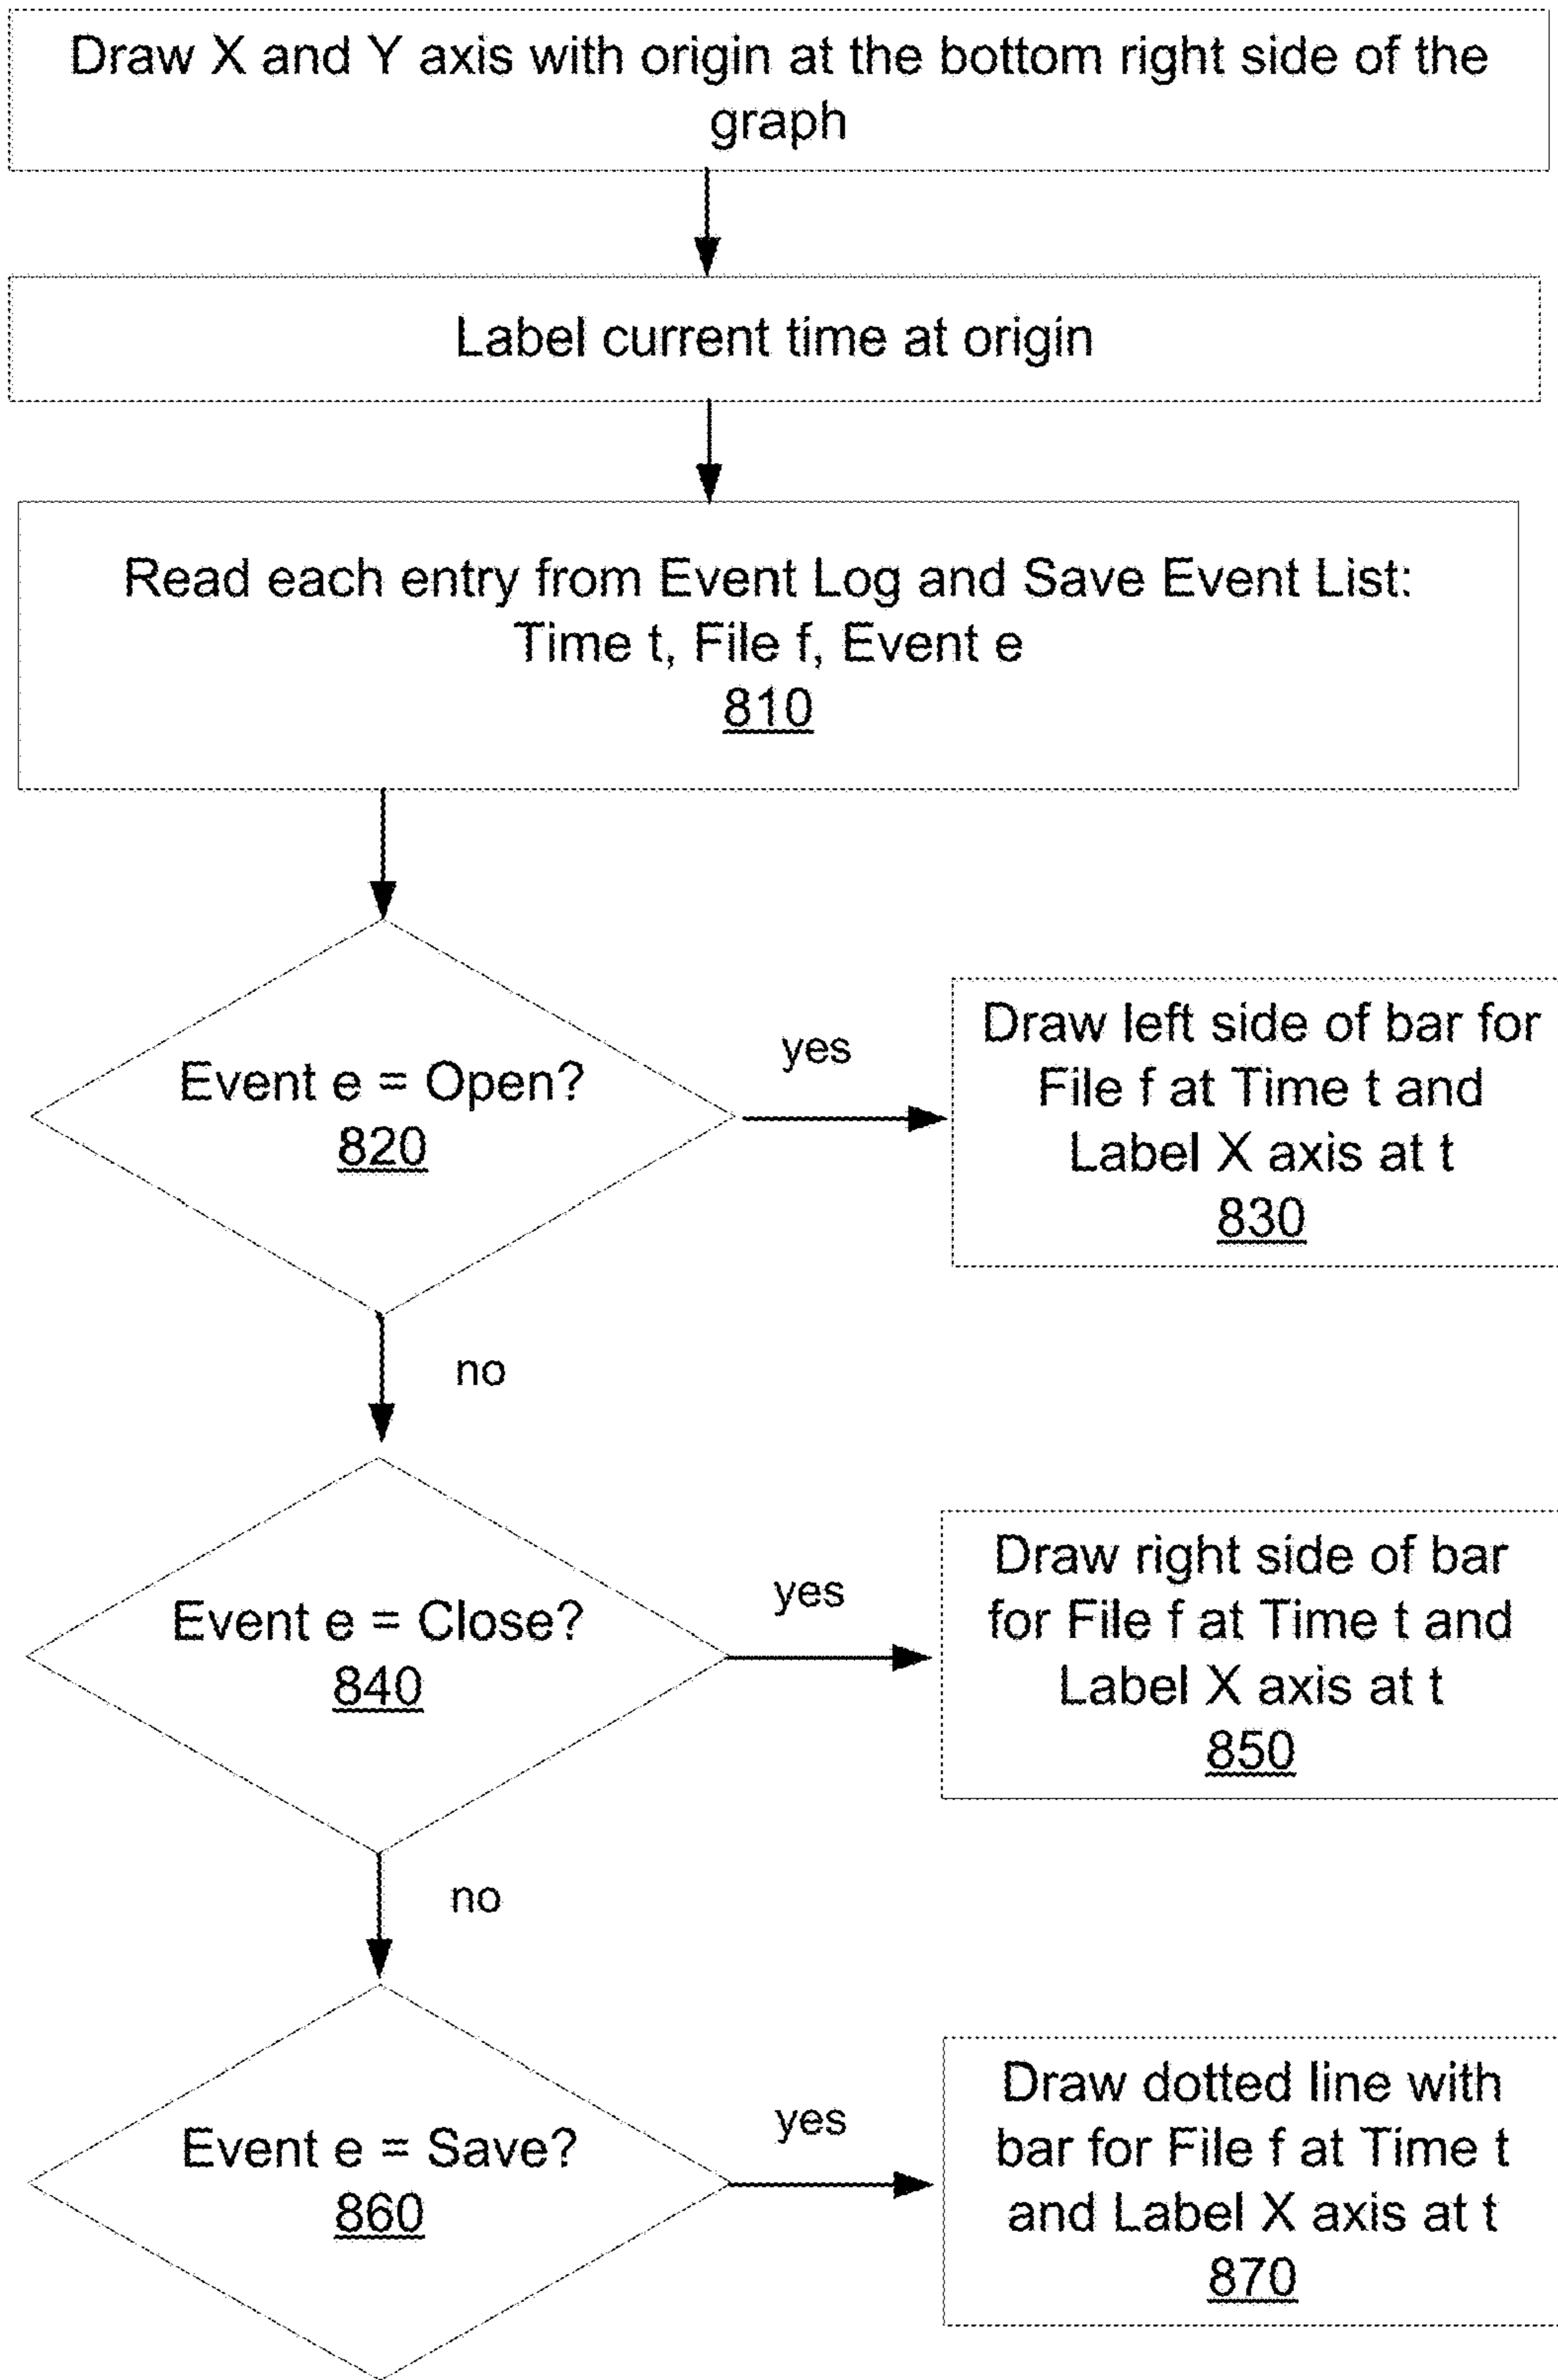 Draw X and Y axis with origin at the bottom right side of the
graph
Label current time at origin
Read each entry from Event Log and Save Event List:
Time t, File f, Event e
810
Event e = Open?
820
yes
Draw left side of bar for
File f at Time t and
Label X axis at t
830
no
Event e = Close?
840
yes
Draw right side of bar
for File f at Time t and
Label X axis at t
850
no
Event e = Save?
860
yes
Draw dotted line with
bar for File f at Time t
and Label X axis at t
870